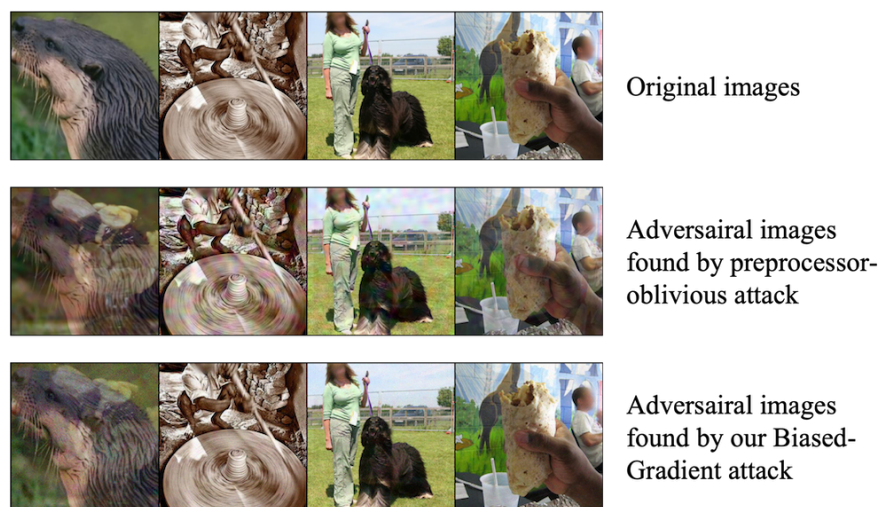 Original images
Adversairal images
found by preprocessor-
oblivious attack
Adversairal images
found by our Biased-
Gradient attack